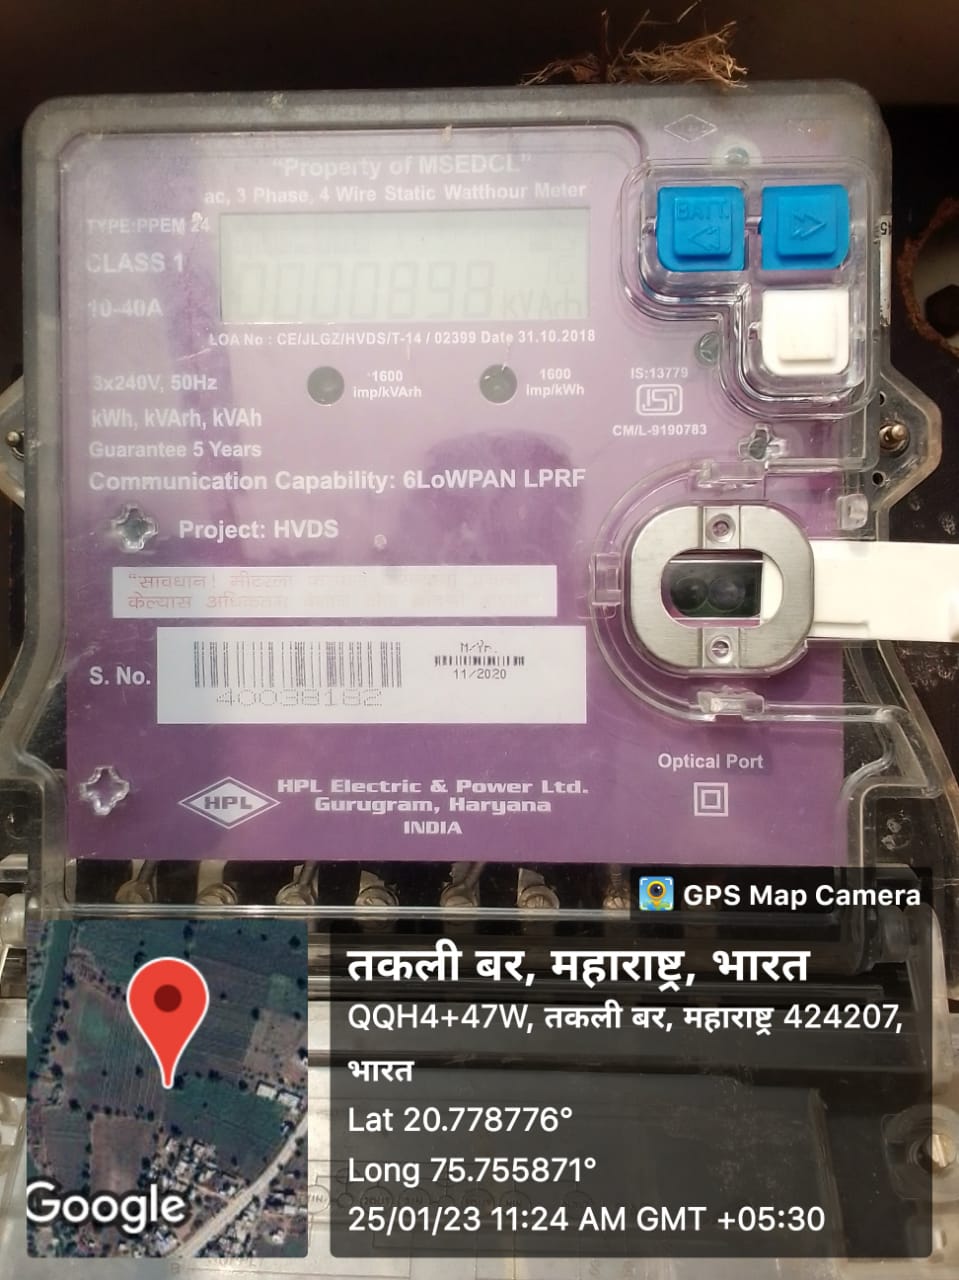 "Property of MSEDCL"
ac, 3 Phase, 4 Wire Static Watthour Meter
TYPE:PPEM 24
CLASS 1
10-40A
0000898 kVArh
LOA No : CE/JLGZ/HVDS/T-14 / 02399 Date 31.10.2018
1600
imp/kVArh
1600
imp/kWh
3x240V, 50Hz
kWh, kVArh, kVAh
Guarantee 5 Years
Communication Capability: 6LoWPAN LPRF
Project: HVDS
BATT.
IS:13779
ISI
CM/L-9190783
"सावधान! मीटरला
केल्यास अधिकतम
S. No.
40038182
M/Yr.
11/2020
Optical Port
HPL
HPL Electric & Power Ltd.
Gurugram, Haryana
INDIA
GPS Map Camera
तकली बर, महाराष्ट्र, भारत
QQH4+47W, तकली बर, महाराष्ट्र 424207,
भारत
Lat 20.778776°
Long 75.755871°
25/01/23 11:24 AM GMT +05:30
Google